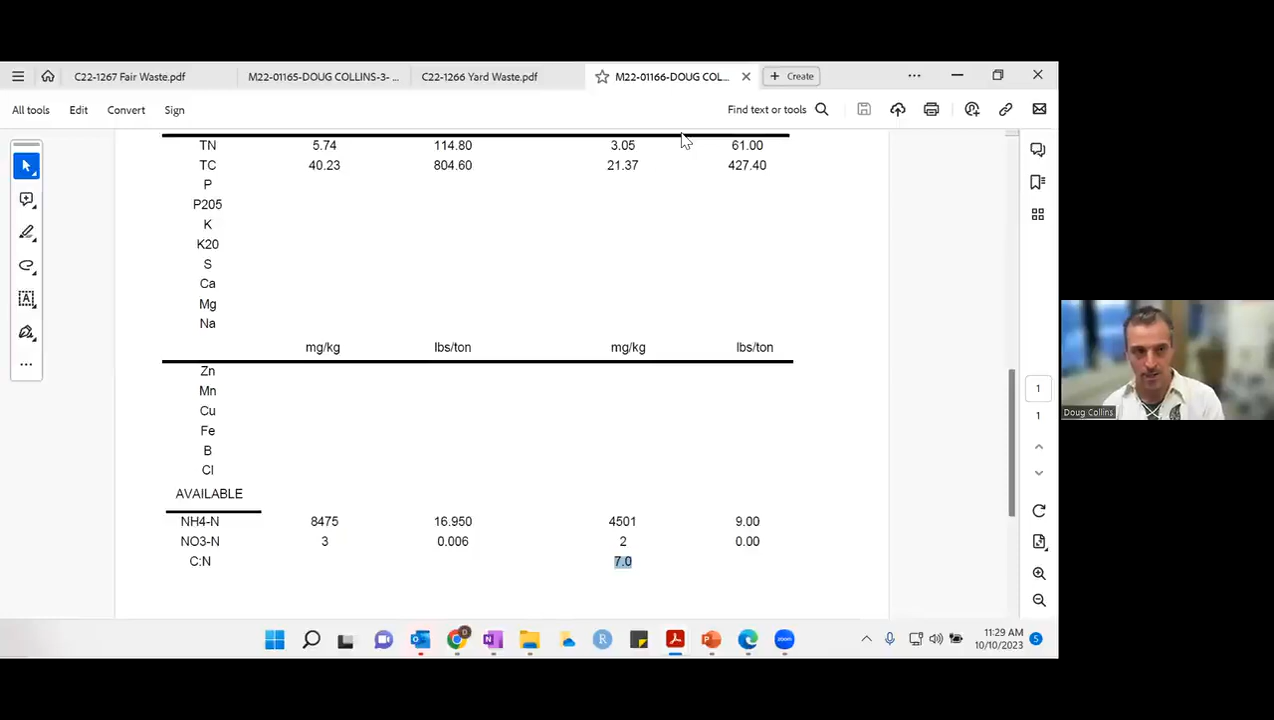 C22-1267 Fair Waste.pdf
M22-01165-DOUG COLLINS-3- ...
C22-1266 Yard Waste.pdf
M22-01166-DOUG COL...
Create
All tools
Edit
Convert
Sign
Find text or tools
TN 5.74 114.80 3.05 61.00
TC 40.23 804.60 21.37 427.40
P
P205
K
K20
S
Ca
Mg
Na
mg/kg lbs/ton mg/kg lbs/ton
Zn
Mn
Cu
Fe
B
Cl
AVAILABLE
NH4-N 8475 16.950 4501 9.00
NO3-N 3 0.006 2 0.00
C:N 7.0
1
1
Doug Collins
zoom
11:29 AM
10/10/2023
5